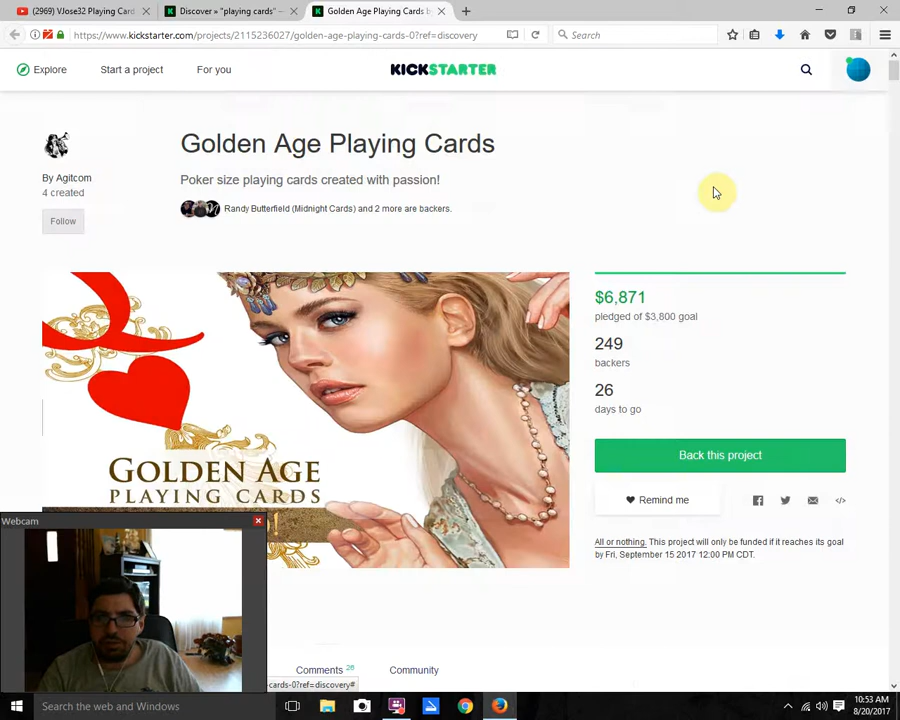 (2969) VJose32 Playing Card
Discover » "playing cards" —
Golden Age Playing Cards b
https://www.kickstarter.com/projects/2115236027/golden-age-playing-cards-0?ref=discovery
Search
Explore
Start a project
For you
KICKSTARTER
Golden Age Playing Cards
By Agitcom
4 created
Follow
Poker size playing cards created with passion!
Randy Butterfield (Midnight Cards) and 2 more are backers.
$6,871
pledged of $3,800 goal
249
backers
26
days to go
Back this project
Remind me
All or nothing. This project will only be funded if it reaches its goal
by Fri, September 15 2017 12:00 PM CDT.
GOLDEN AGE
PLAYING CARDS
Webcam
Comments 26
Community
-cards-0?ref=discovery#
Search the web and Windows
10:53 AM
8/20/2017